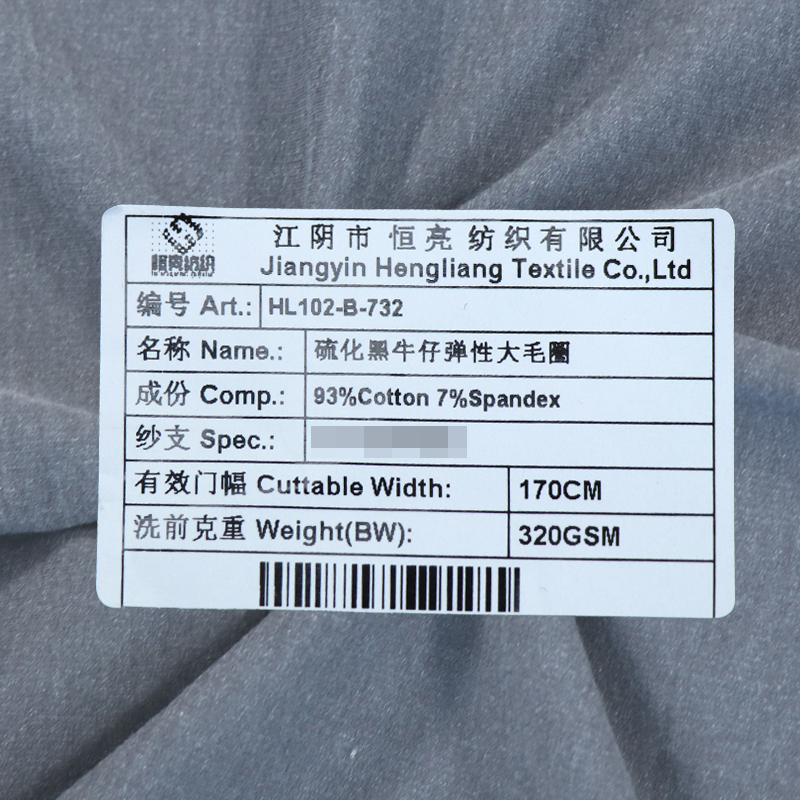 恒亮纺织
江阴市 恒亮 纺织有限公司
Jiangyin Hengliang Textile Co.,Ltd
编号 Art.: HL102-B-732
名称 Name.: 硫化黑牛仔弹性大毛圈
成份 Comp.: 93%Cotton 7%Spandex
纱支 Spec.:
有效门幅 Cuttable Width: 170CM
洗前克重 Weight(BW): 320GSM